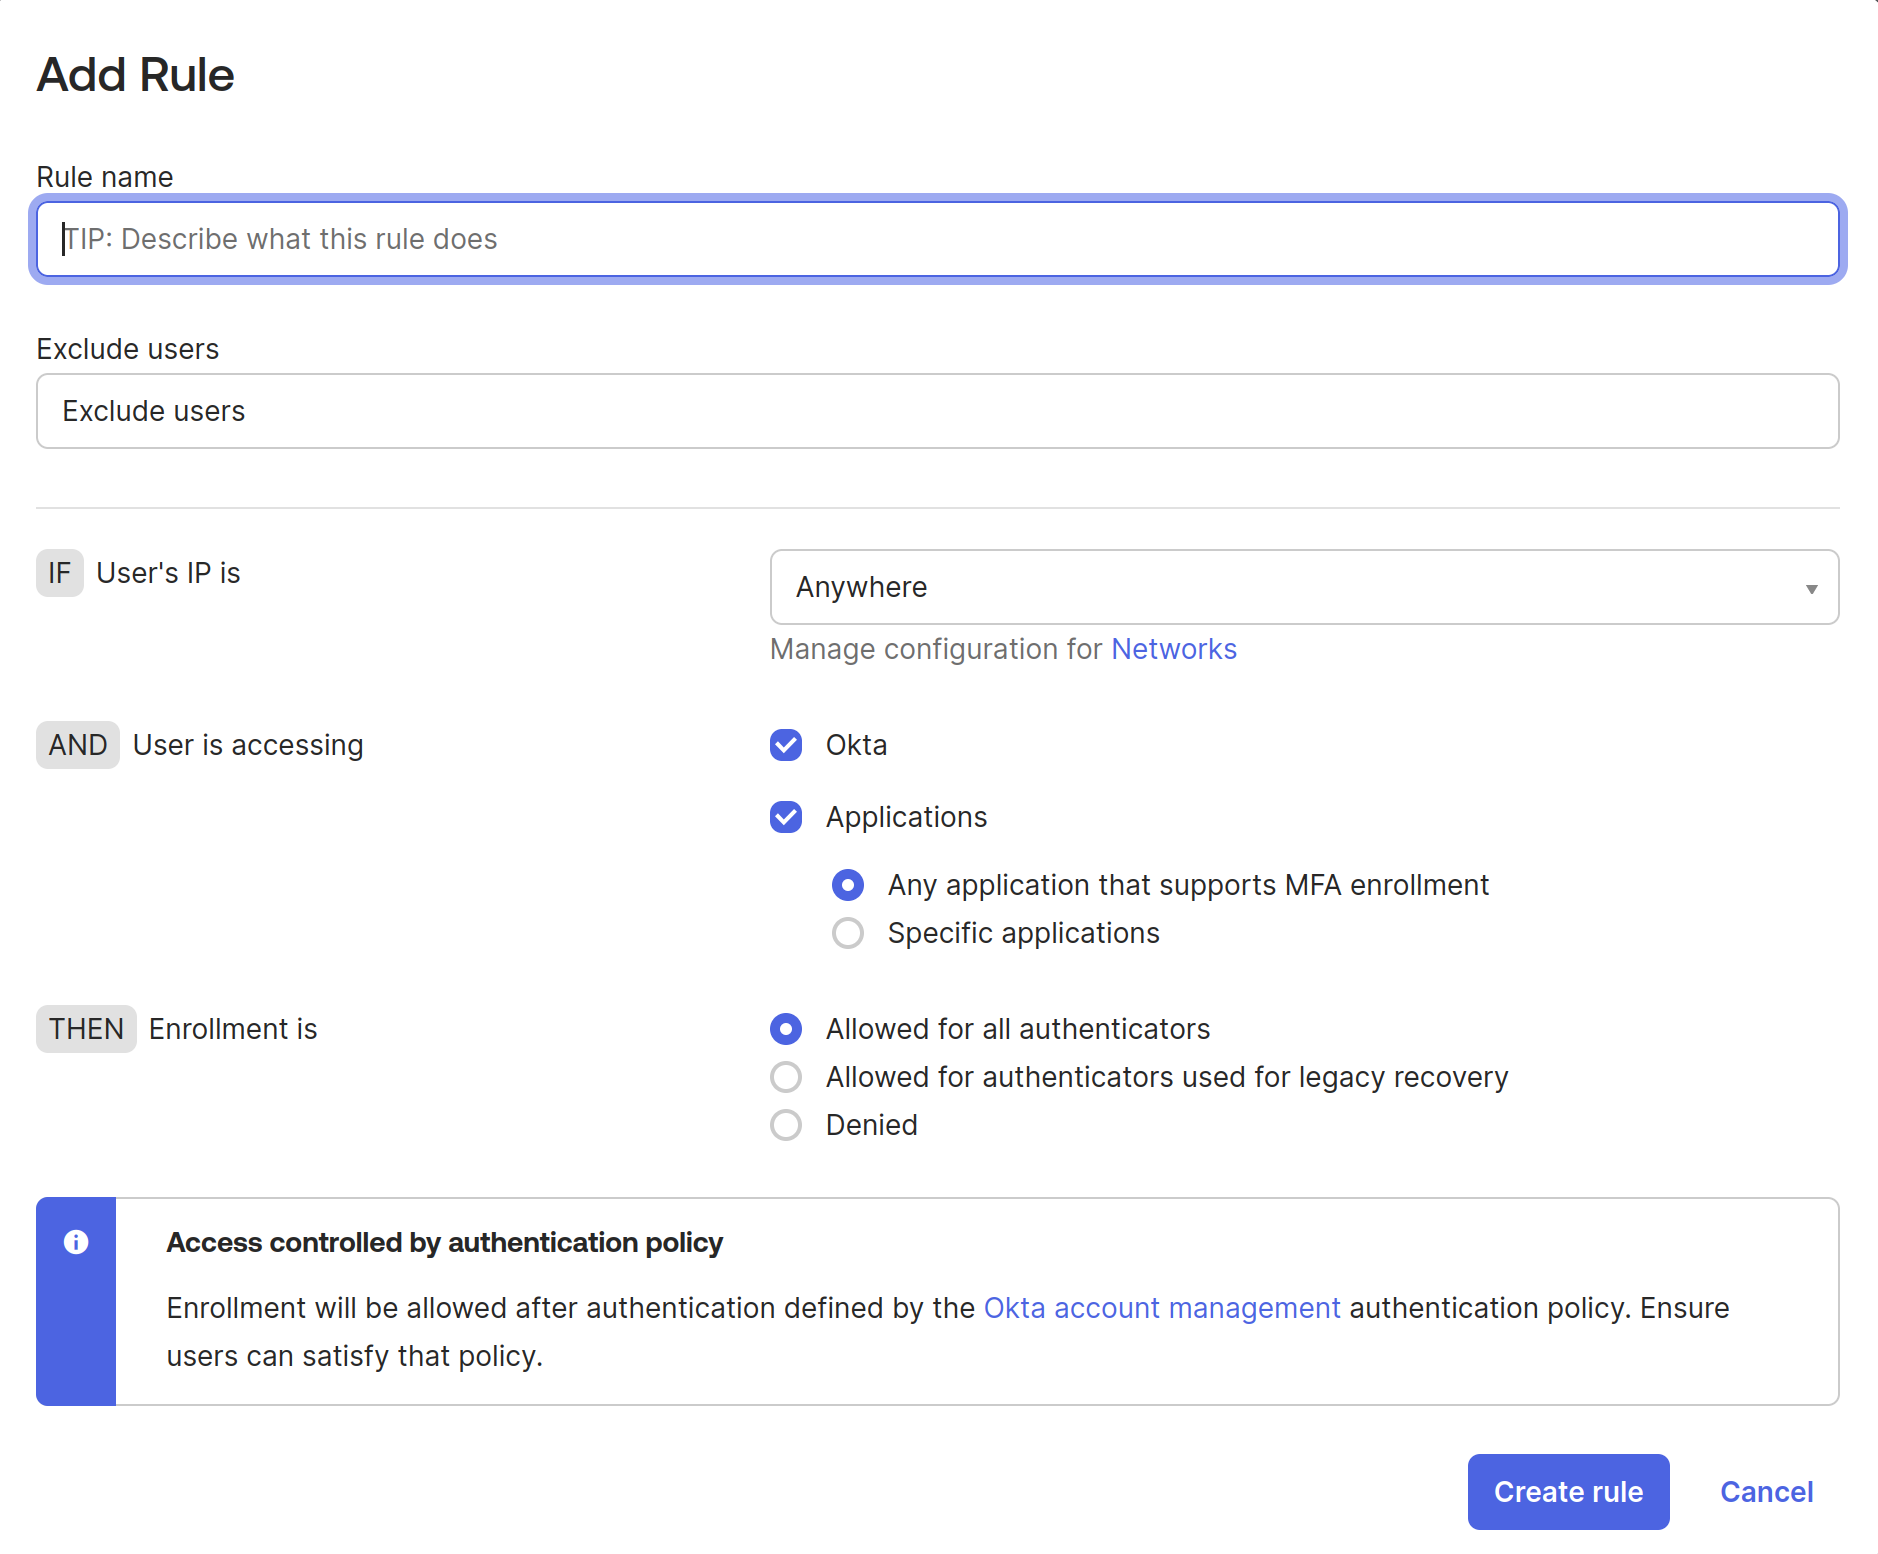 Add Rule
Rule name
TIP: Describe what this rule does
Exclude users
Exclude users
IF User's IP is
Anywhere
Manage configuration for Networks
AND User is accessing
Okta
Applications
Any application that supports MFA enrollment
Specific applications
THEN Enrollment is
Allowed for all authenticators
Allowed for authenticators used for legacy recovery
Denied
Access controlled by authentication policy
Enrollment will be allowed after authentication defined by the Okta account management authentication policy. Ensure
users can satisfy that policy.
Create rule Cancel